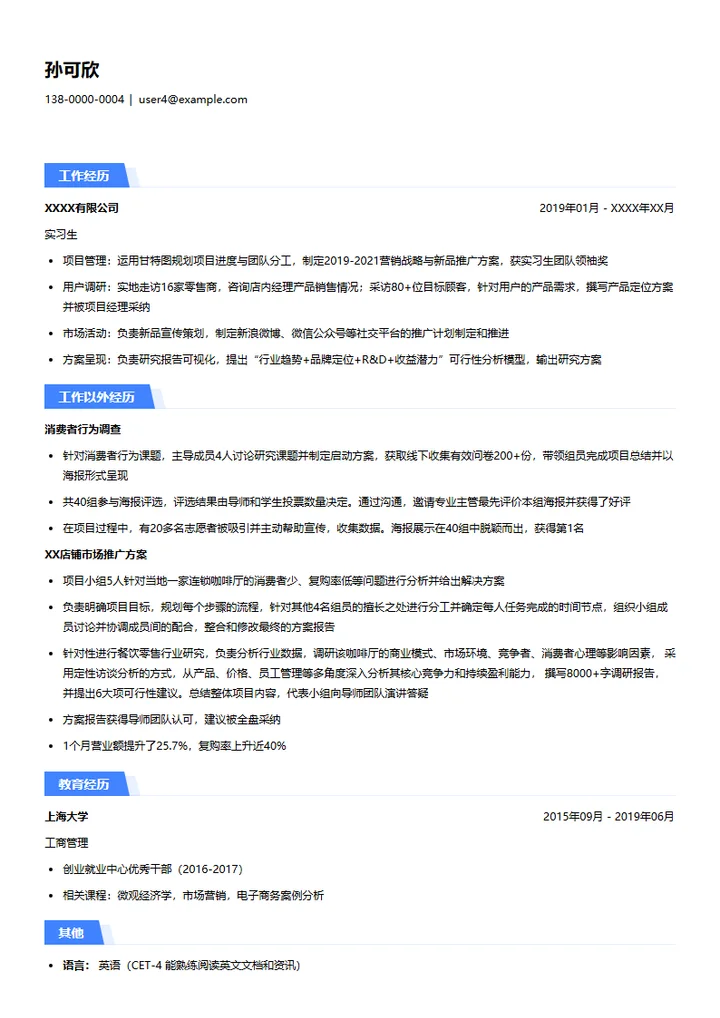 孙可欣
138-0000-0004 | user4@example.com
工作经历
XXXX有限公司 2019年01月 - XXXX年XX月
实习生
• 项目管理：运用甘特图规划项目进度与团队分工，制定2019-2021营销战略与新品推广方案，获实习生团队领袖奖
• 用户调研：实地走访16家零售商，咨询店内经理产品销售情况；采访80+位目标顾客，针对用户的产品需求，撰写产品定位方案
并被项目经理采纳
• 市场活动：负责新品宣传策划，制定新浪微博、微信公众号等社交平台的推广计划制定和推进
• 方案呈现：负责研究报告可视化，提出“行业趋势+品牌定位+R&D+收益潜力”可行性分析模型，输出研究方案
工作以外经历
消费者行为调查
• 针对消费者行为课题，主导成员4人讨论研究课题并制定启动方案，获取线下收集有效问卷200+份，带领组员完成项目总结并以
海报形式呈现
• 共40组参与海报评选，评选结果由导师和学生投票数量决定。通过沟通，邀请专业主管最先评价本组海报并获得了好评
• 在项目过程中，有20多名志愿者被吸引并主动帮助宣传，收集数据。海报展示在40组中脱颖而出，获得第1名
XX店铺市场推广方案
• 项目小组5人针对当地一家连锁咖啡厅的消费者少、复购率低等问题进行分析并给出解决方案
• 负责明确项目目标，规划每个步骤的流程，针对其他4名组员的擅长之处进行分工并确定每人任务完成的时间节点，组织小组成
员讨论并协调成员间的配合，整合和修改最终的方案报告
• 针对性进行餐饮零售行业研究，负责分析行业数据，调研该咖啡厅的商业模式、市场环境、竞争者、消费者心理等影响因素， 采
用定性访谈分析的方式，从产品、价格、员工管理等多角度深入分析其核心竞争力和持续盈利能力， 撰写8000+字调研报告，
并提出6大项可行性建议。总结整体项目内容，代表小组向导师团队演讲答疑
• 方案报告获得导师团队认可，建议被全盘采纳
• 1个月营业额提升了25.7%，复购率上升近40%
教育经历
上海大学 2015年09月 - 2019年06月
工商管理
• 创业就业中心优秀干部（2016-2017）
• 相关课程：微观经济学，市场营销，电子商务案例分析
其他
• 语言： 英语（CET-4 能熟练阅读英文文档和资讯）